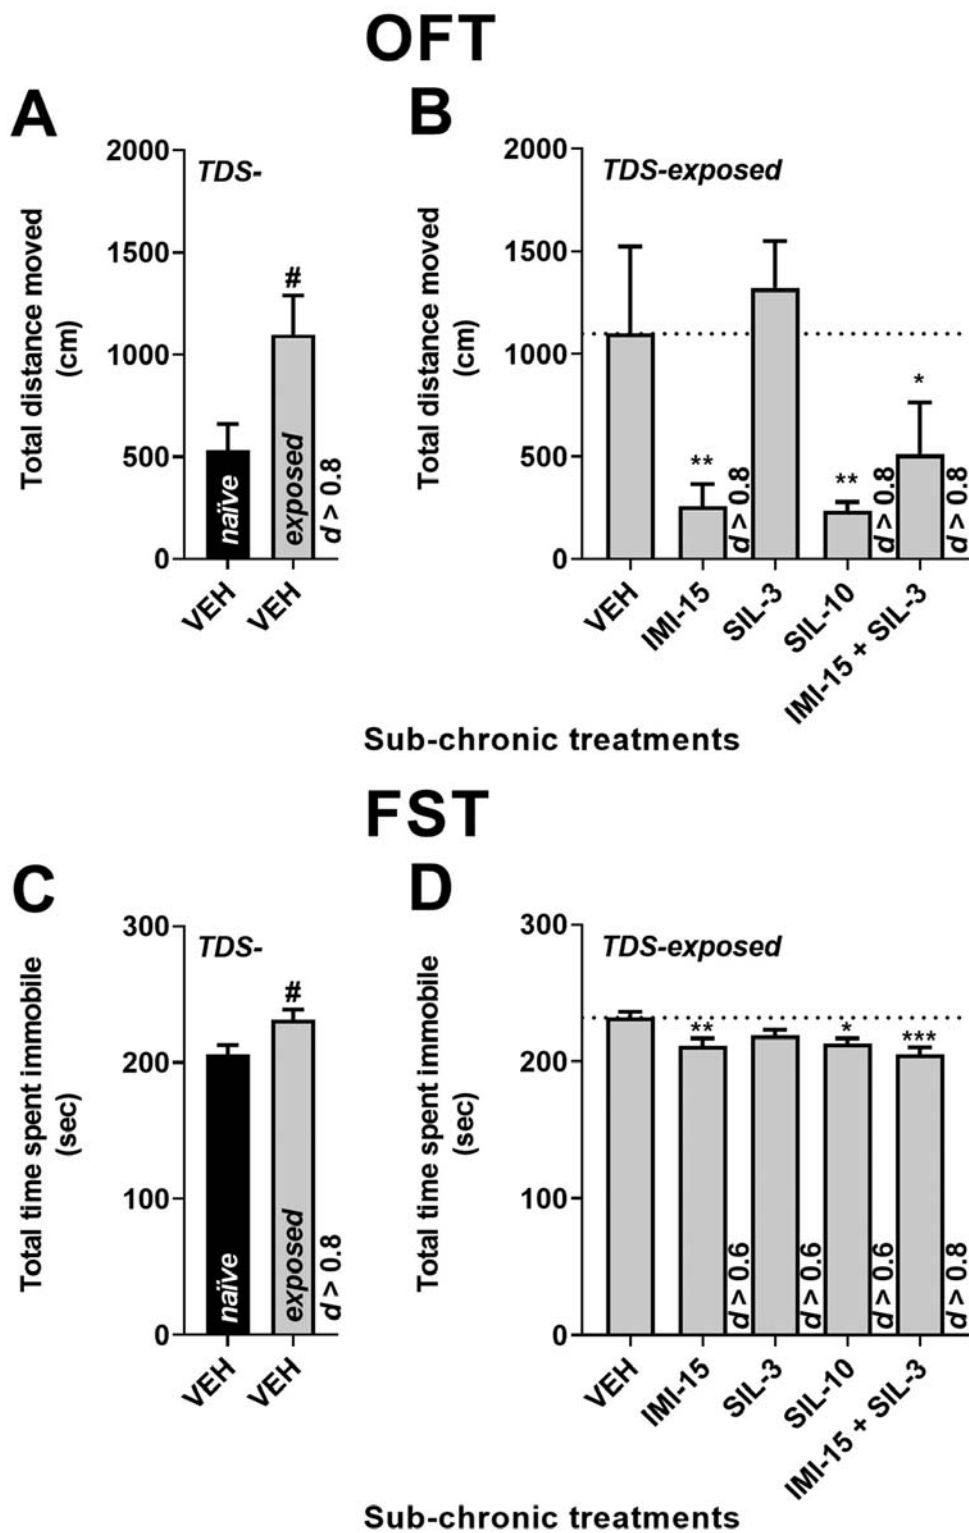 OFT
A
B
Total distance moved
(cm)
2000
1500
1000
500
0
TDS-
#
naïve
exposed
d > 0.8
VEH
VEH
Total distance moved
(cm)
2000
1500
1000
500
0
TDS-exposed
**
d > 0.8
**
d > 0.8
*
d > 0.8
VEH
IMI-15
SIL-3
SIL-10
IMI-15 + SIL-3
Sub-chronic treatments
FST
C
D
Total time spent immobile
(sec)
300
200
100
0
TDS-
#
naïve
exposed
d > 0.8
VEH
VEH
Total time spent immobile
(sec)
300
200
100
0
TDS-exposed
**
*
***
d > 0.6
d > 0.6
d > 0.6
d > 0.8
VEH
IMI-15
SIL-3
SIL-10
IMI-15 + SIL-3
Sub-chronic treatments